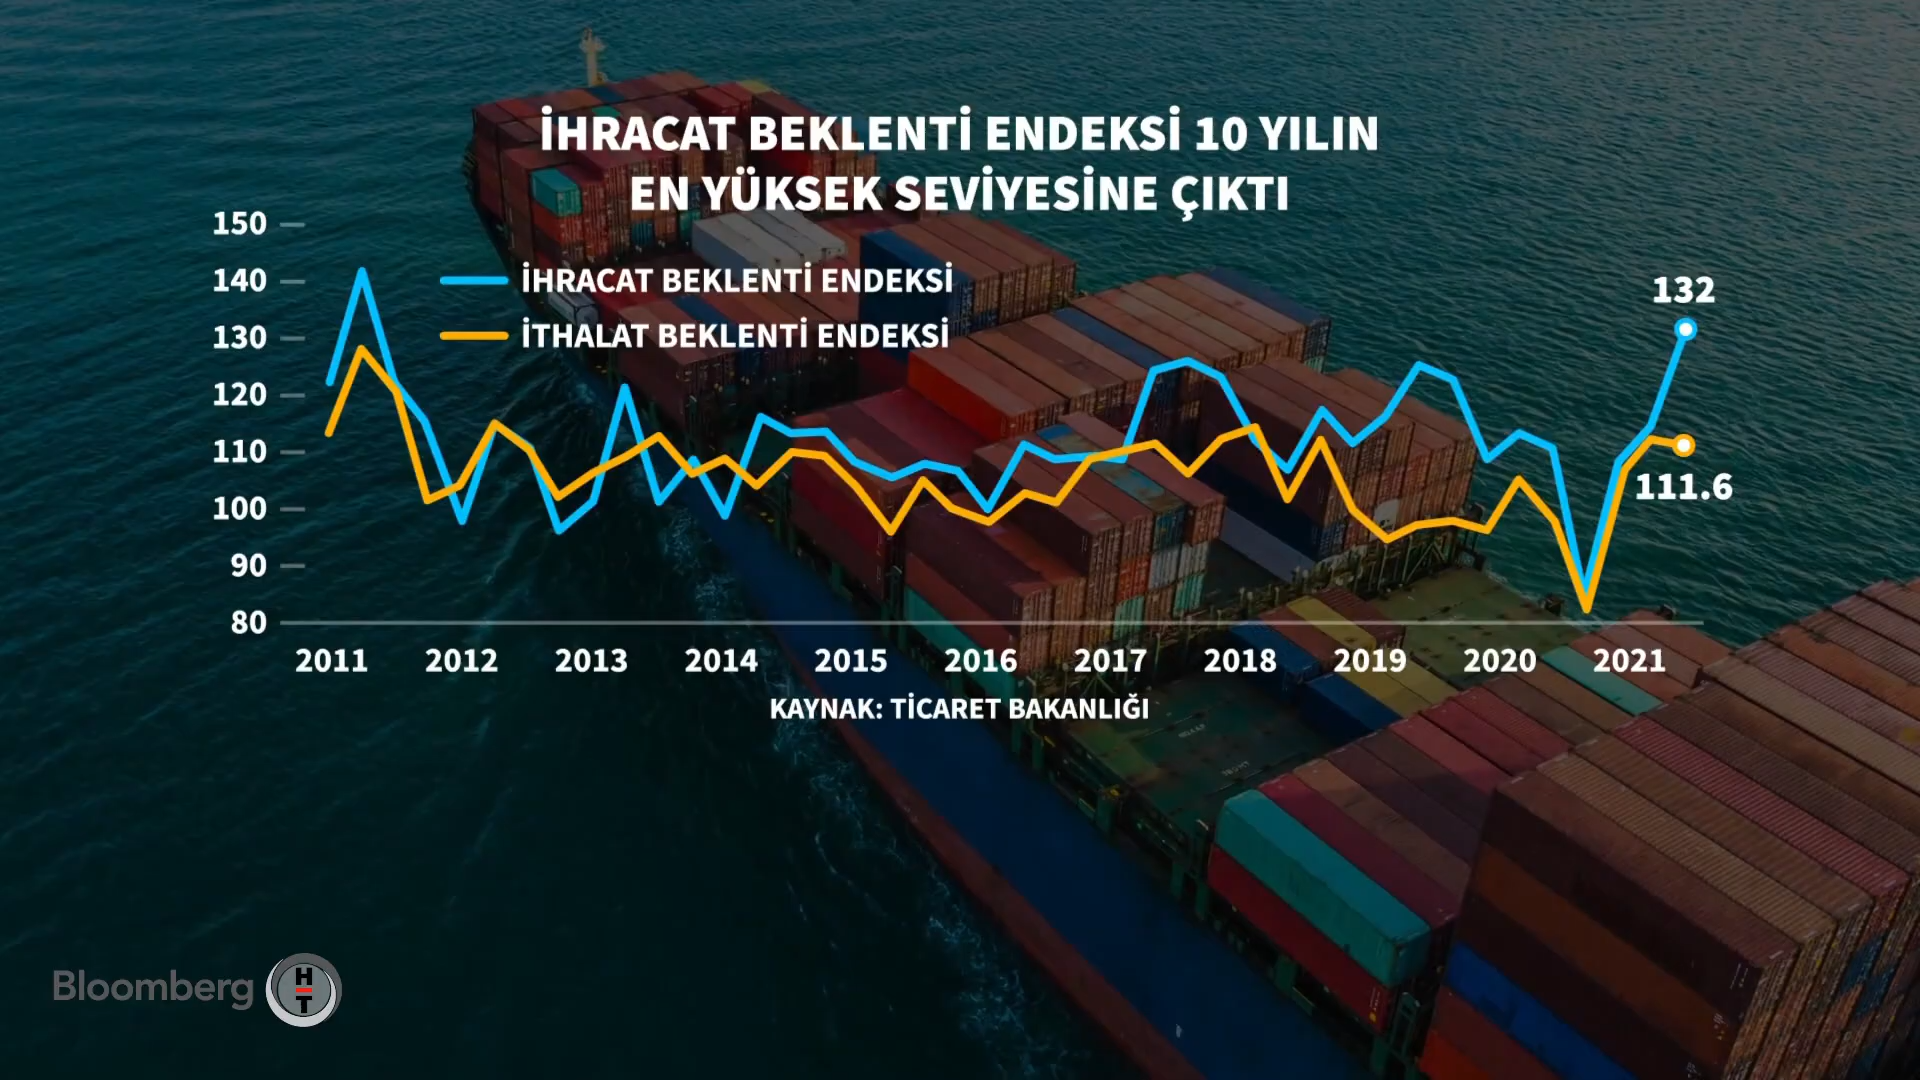 İHRACAT BEKLENTİ ENDEKSİ 10 YILIN
EN YÜKSEK SEVİYESİNE ÇIKTI
150
140
130
120
110
100
90
80
İHRACAT BEKLENTİ ENDEKSİ
İTHALAT BEKLENTİ ENDEKSİ
132
111.6
2011 2012 2013 2014 2015 2016 2017 2018 2019 2020 2021
KAYNAK: TİCARET BAKANLIĞI
Bloomberg HT